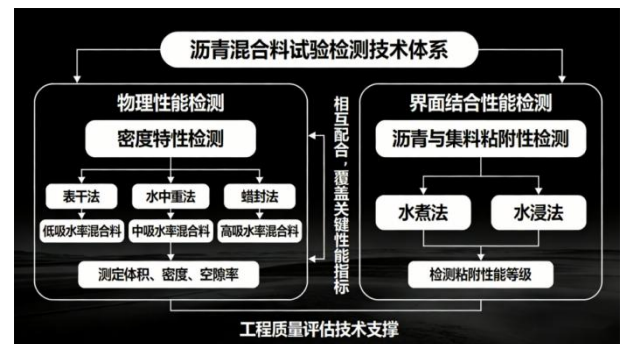 沥青混合料试验检测技术体系
物理性能检测
密度特性检测
表干法
水中重法
蜡封法
低吸水率混合料
中吸水率混合料
高吸水率混合料
测定体积、密度、空隙率
相互配合，覆盖关键性能指标
界面结合性能检测
沥青与集料粘附性检测
水煮法
水浸法
检测粘附性能等级
工程质量评估技术支撑